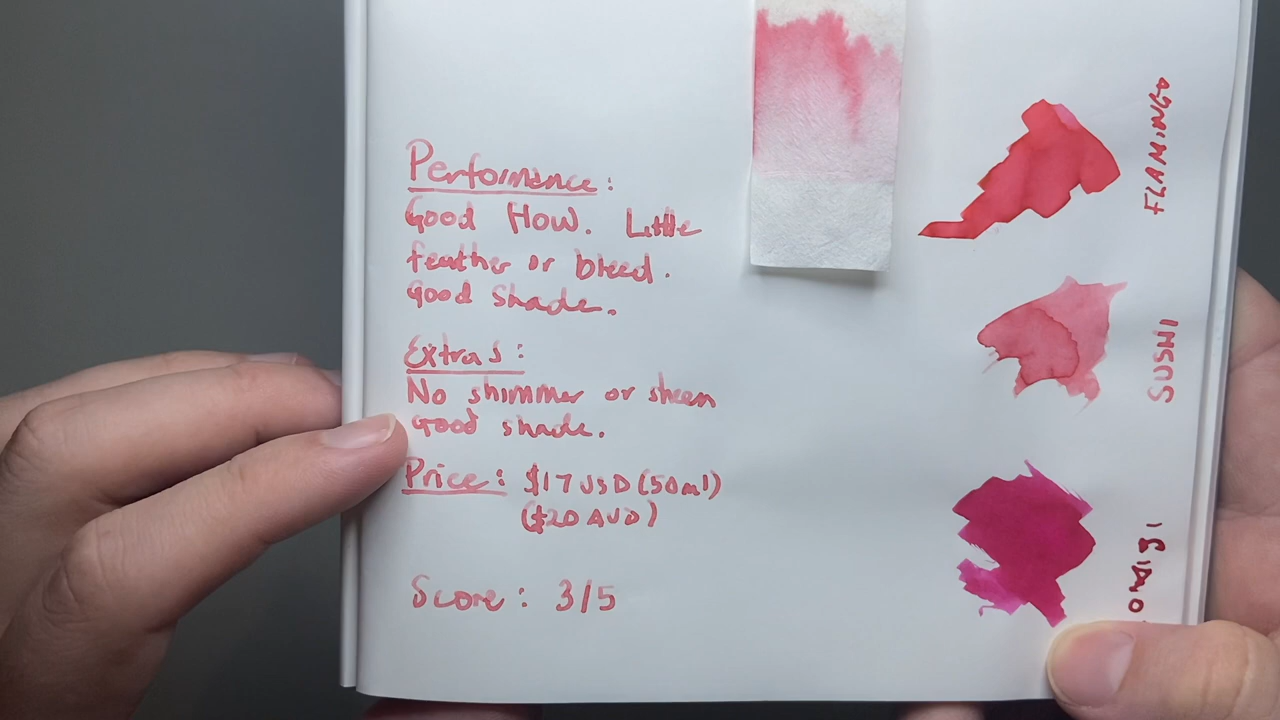 Performance:
Good flow. Little
feather or bleed.
Good shade.
Extras:
No shimmer or sheen
Good shade.
Price: $17 USD (50ml)
($20 AUD)
Score: 3/5
FLAMINGO
SUSHI